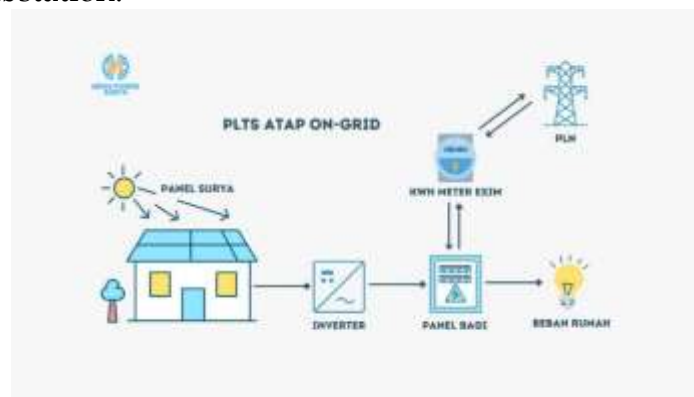 PLTS ATAP ON-GRID
PLN
PANEL SURYA
KWH METER EXIM
INVERTER
PANEL BAGI
BEBAN RUMAH